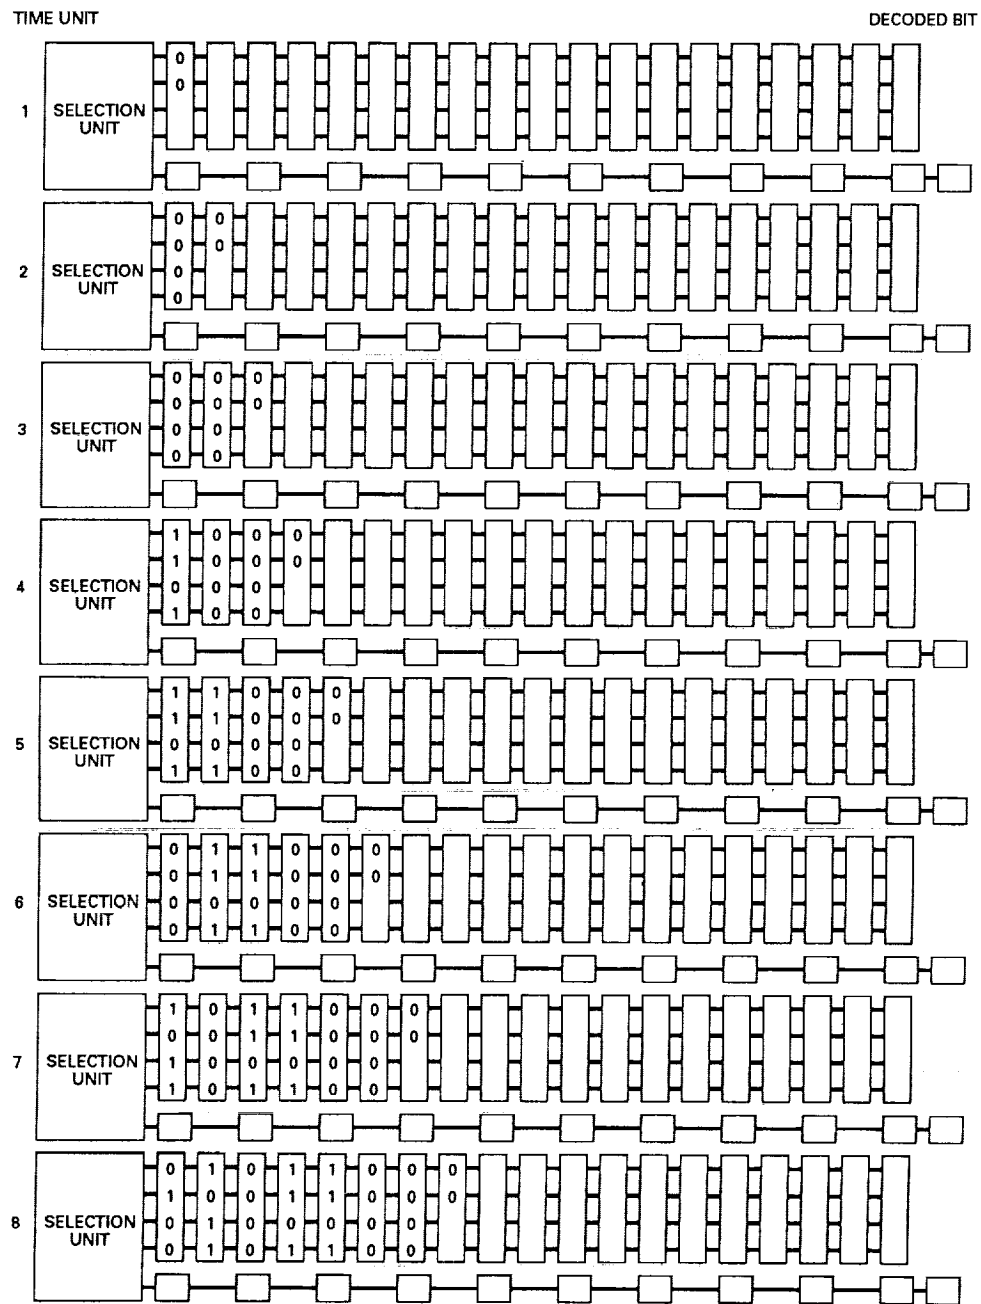 TIME UNIT DECODED BIT
0
0
1 SELECTION
UNIT
0 0
0 0
2 SELECTION
UNIT
0
0
0 0 0
0 0 0
3 SELECTION
UNIT
0 0
0 0
1 0 0 0
1 0 0 0
4 SELECTION
UNIT
0 0 0
1 0 0
1 1 0 0 0
1 1 0 0 0
5 SELECTION
UNIT
0 0 0 0
1 1 0 0
0 1 1 0 0 0
0 1 1 0 0 0
6 SELECTION
UNIT
0 0 0 0 0
0 1 1 0 0
1 0 1 1 0 0 0
0 0 1 1 0 0 0
7 SELECTION
UNIT
1 0 0 0 0 0
1 0 1 1 0 0
0 1 0 1 1 0 0 0
1 0 0 1 1 0 0 0
8 SELECTION
UNIT
0 1 0 0 0 0 0
0 1 0 1 1 0 0